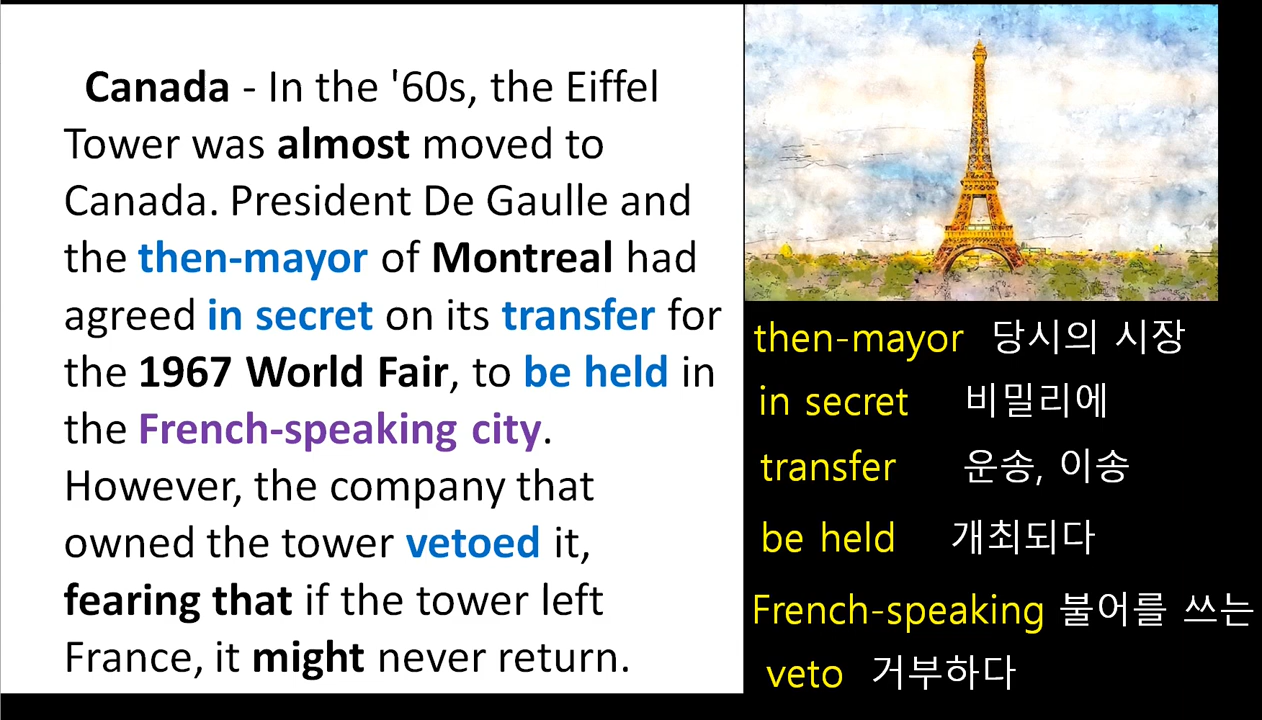 Canada - In the '60s, the Eiffel
Tower was almost moved to
Canada. President De Gaulle and
the then-mayor of Montreal had
agreed in secret on its transfer for
the 1967 World Fair, to be held in
the French-speaking city.
However, the company that
owned the tower vetoed it,
fearing that if the tower left
France, it might never return.
then-mayor 당시의 시장
in secret 비밀리에
transfer 운송, 이송
be held 개최되다
French-speaking 불어를 쓰는
veto 거부하다